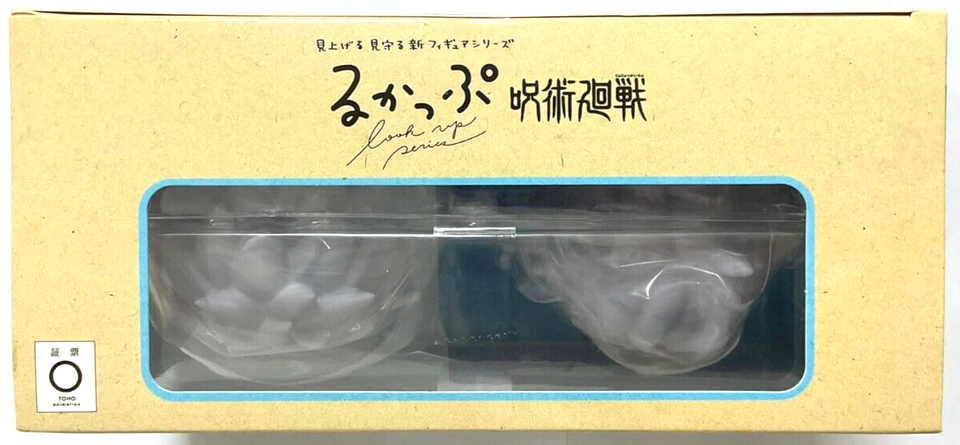 見上げる 見守る 新 フィギュアシリーズ
るかっぷ 呪術廻戦
look up
series
証票
TOHO
animation